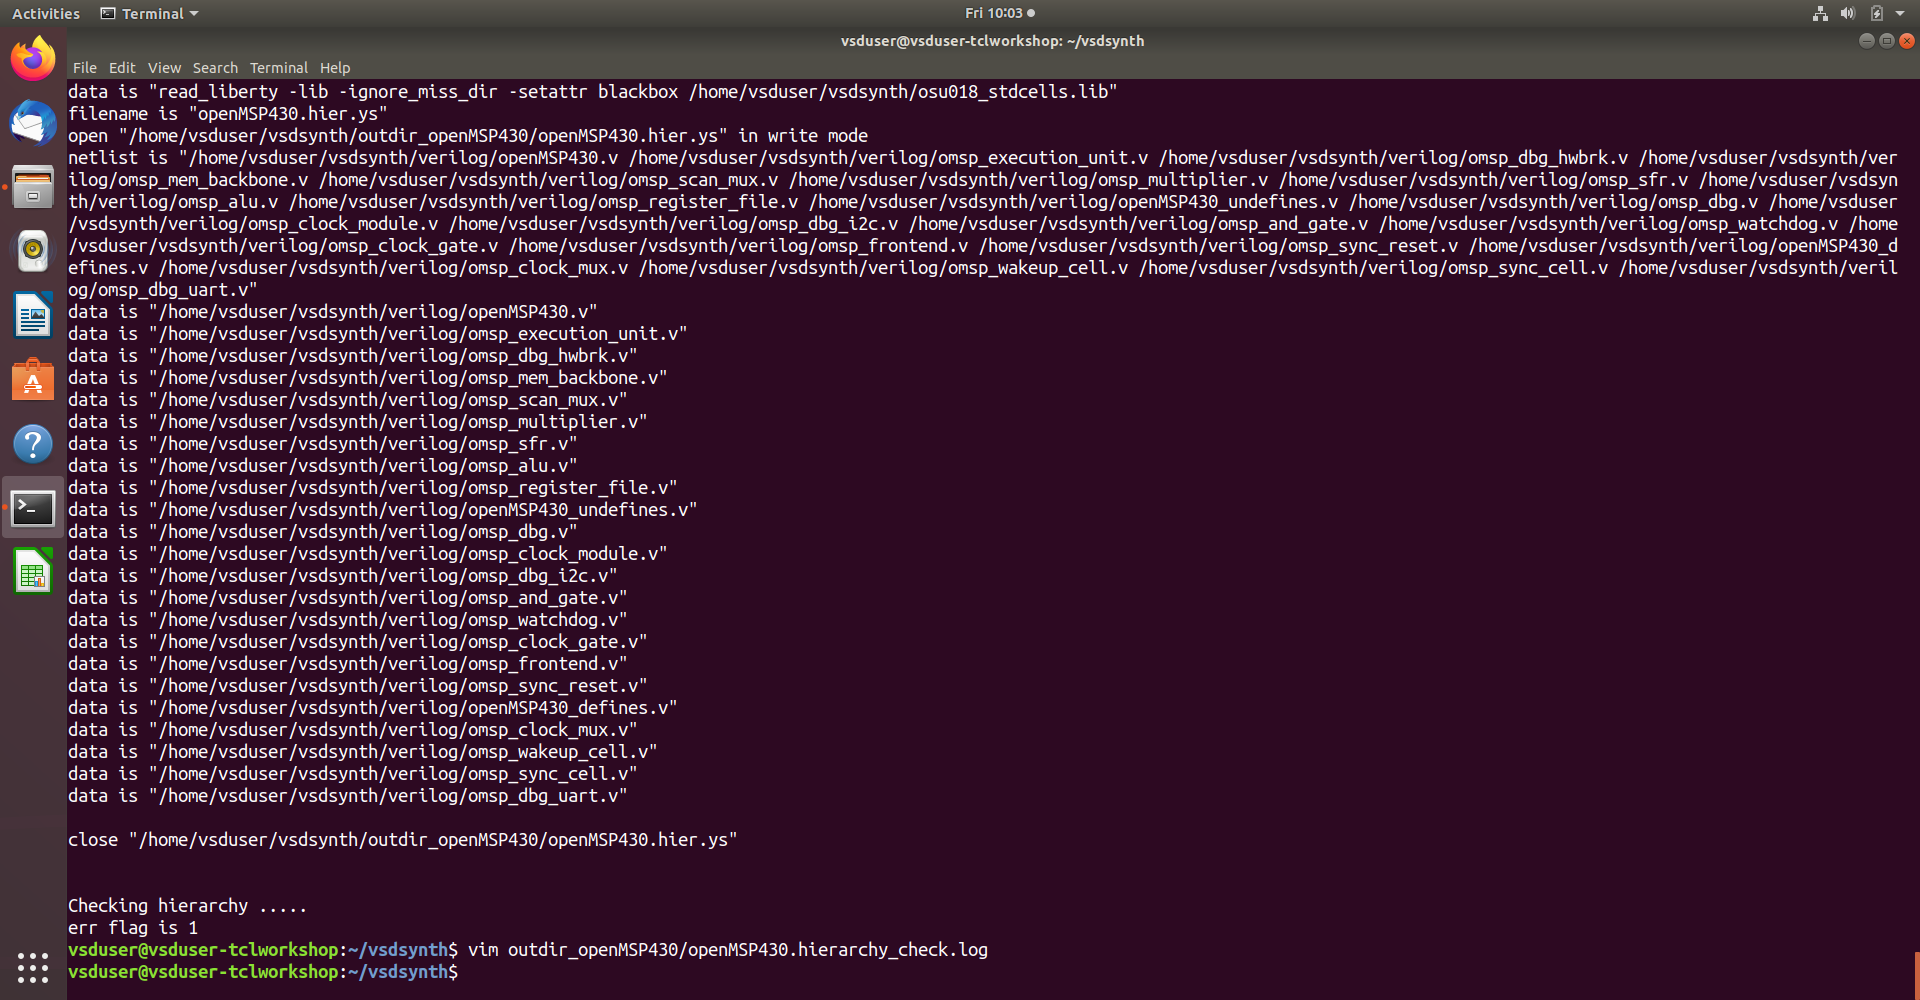 Activities Terminal Fri 10:03
vsduser@vsduser-tclworkshop: ~/vsdsynth
File Edit View Search Terminal Help
data is "read_liberty -lib -ignore_miss_dir -setattr blackbox /home/vsduser/vsdsynth/osu018_stdcells.lib"
filename is "openMSP430.hier.ys"
open "/home/vsduser/vsdsynth/outdir_openMSP430/openMSP430.hier.ys" in write mode
netlist is "/home/vsduser/vsdsynth/verilog/openMSP430.v /home/vsduser/vsdsynth/verilog/omsp_execution_unit.v /home/vsduser/vsdsynth/verilog/omsp_dbg_hwbrk.v /home/vsduser/vsdsynth/ver
ilog/omsp_mem_backbone.v /home/vsduser/vsdsynth/verilog/omsp_scan_mux.v /home/vsduser/vsdsynth/verilog/omsp_multiplier.v /home/vsduser/vsdsynth/verilog/omsp_sfr.v /home/vsduser/vsdsyn
th/verilog/omsp_alu.v /home/vsduser/vsdsynth/verilog/omsp_register_file.v /home/vsduser/vsdsynth/verilog/openMSP430_undefines.v /home/vsduser/vsdsynth/verilog/omsp_dbg.v /home/vsduser
/vsdsynth/verilog/omsp_clock_module.v /home/vsduser/vsdsynth/verilog/omsp_dbg_i2c.v /home/vsduser/vsdsynth/verilog/omsp_and_gate.v /home/vsduser/vsdsynth/verilog/omsp_watchdog.v /home
/vsduser/vsdsynth/verilog/omsp_clock_gate.v /home/vsduser/vsdsynth/verilog/omsp_frontend.v /home/vsduser/vsdsynth/verilog/omsp_sync_reset.v /home/vsduser/vsdsynth/verilog/openMSP430_d
efines.v /home/vsduser/vsdsynth/verilog/omsp_clock_mux.v /home/vsduser/vsdsynth/verilog/omsp_wakeup_cell.v /home/vsduser/vsdsynth/verilog/omsp_sync_cell.v /home/vsduser/vsdsynth/veril
og/omsp_dbg_uart.v"
data is "/home/vsduser/vsdsynth/verilog/openMSP430.v"
data is "/home/vsduser/vsdsynth/verilog/omsp_execution_unit.v"
data is "/home/vsduser/vsdsynth/verilog/omsp_dbg_hwbrk.v"
data is "/home/vsduser/vsdsynth/verilog/omsp_mem_backbone.v"
data is "/home/vsduser/vsdsynth/verilog/omsp_scan_mux.v"
data is "/home/vsduser/vsdsynth/verilog/omsp_multiplier.v"
data is "/home/vsduser/vsdsynth/verilog/omsp_sfr.v"
data is "/home/vsduser/vsdsynth/verilog/omsp_alu.v"
data is "/home/vsduser/vsdsynth/verilog/omsp_register_file.v"
data is "/home/vsduser/vsdsynth/verilog/openMSP430_undefines.v"
data is "/home/vsduser/vsdsynth/verilog/omsp_dbg.v"
data is "/home/vsduser/vsdsynth/verilog/omsp_clock_module.v"
data is "/home/vsduser/vsdsynth/verilog/omsp_dbg_i2c.v"
data is "/home/vsduser/vsdsynth/verilog/omsp_and_gate.v"
data is "/home/vsduser/vsdsynth/verilog/omsp_watchdog.v"
data is "/home/vsduser/vsdsynth/verilog/omsp_clock_gate.v"
data is "/home/vsduser/vsdsynth/verilog/omsp_frontend.v"
data is "/home/vsduser/vsdsynth/verilog/omsp_sync_reset.v"
data is "/home/vsduser/vsdsynth/verilog/openMSP430_defines.v"
data is "/home/vsduser/vsdsynth/verilog/omsp_clock_mux.v"
data is "/home/vsduser/vsdsynth/verilog/omsp_wakeup_cell.v"
data is "/home/vsduser/vsdsynth/verilog/omsp_sync_cell.v"
data is "/home/vsduser/vsdsynth/verilog/omsp_dbg_uart.v"
close "/home/vsduser/vsdsynth/outdir_openMSP430/openMSP430.hier.ys"
Checking hierarchy .....
err flag is 1
vsduser@vsduser-tclworkshop:~/vsdsynth$ vim outdir_openMSP430/openMSP430.hierarchy_check.log
vsduser@vsduser-tclworkshop:~/vsdsynth$